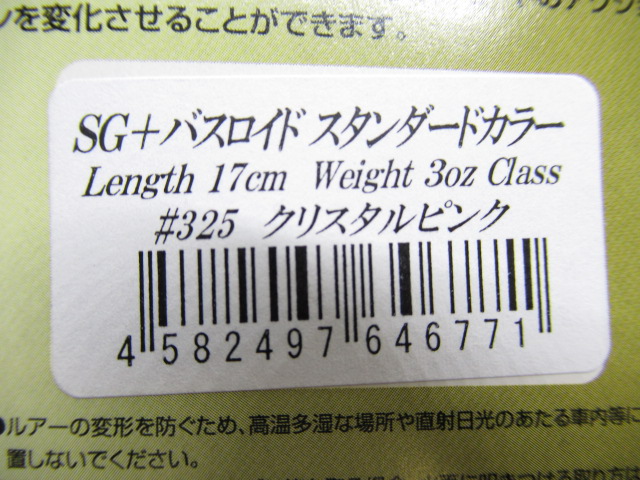 ンを変化させることができます。
SG+バスロイド スタンダードカラー
Length 17cm Weight 3oz Class
#325 クリスタルピンク
4 582497 646771
●ルアーの変形を防ぐため、高温多湿な場所や直射日光のあたる車内等に
置しないでください。